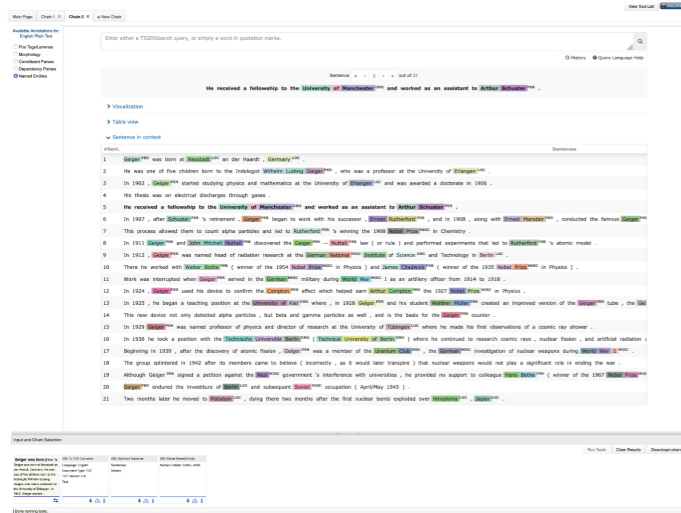 View Tool List
Main Page Chain 1 × Chain 2 × + New Chain
Available Annotations for:
English Plain Text
Pos Tags/Lemmas
Morphology
Constituent Parses
Dependency Parses
Named Entities
Enter either a TIGERSearch query, or simply a word in quotation marks.
History Query Language Help
Sentence « ‹ 5 › » out of 21
He received a fellowship to the University of Manchester and worked as an assistant to Arthur Schuster PER .
Visualization
Table view
Sentence in context
#Sent. Sentences
1 Geiger PER was born at Neustadt LOC an der Haardt , Germany LOC .
2 He was one of five children born to the Indologist Wilhelm Ludwig Geiger PER , who was a professor at the University of Erlangen LOC .
3 In 1902 , Geiger PER started studying physics and mathematics at the University of Erlangen LOC and was awarded a doctorate in 1906 .
4 His thesis was on electrical discharges through gases .
5 He received a fellowship to the University of Manchester and worked as an assistant to Arthur Schuster PER .
6 In 1907 , after Schuster PER 's retirement , Geiger PER began to work with his successor , Ernest Rutherford PER , and in 1908 , along with Ernest Marsden PER , conducted the famous Geiger
7 This process allowed them to count alpha particles and led to Rutherford PER 's winning the 1908 Nobel Prize MISC in Chemistry .
8 In 1911 Geiger PER and John Mitchell Nuttall PER discovered the Geiger PER – Nuttall PER law ( or rule ) and performed experiments that led to Rutherford PER 's atomic model .
9 In 1912 , Geiger PER was named head of radiation research at the German National MISC Institute of Science ORG and Technology in Berlin LOC .
10 There he worked with Walter Bothe PER ( winner of the 1954 Nobel Prize MISC in Physics ) and James Chadwick PER ( winner of the 1935 Nobel Prize MISC in Physics ) .
11 Work was interrupted when Geiger PER served in the German MISC military during World War MISC I as an artillery officer from 1914 to 1918 .
12 In 1924 , Geiger PER used his device to confirm the Compton PER effect which helped earn Arthur Compton PER the 1927 Nobel Prize MISC in Physics .
13 In 1925 , he began a teaching position at the University of Kiel ORG where , in 1928 Geiger PER and his student Walther Müller PER created an improved version of the Geiger PER tube , the Gei
14 This new device not only detected alpha particles , but beta and gamma particles as well , and is the basis for the Geiger PER counter .
15 In 1929 Geiger PER was named professor of physics and director of research at the University of Tübingen LOC where he made his first observations of a cosmic ray shower .
16 In 1936 he took a position with the Technische Universität Berlin ORG ( Technical University of Berlin ORG ) where he continued to research cosmic rays , nuclear fission , and artificial radiation
17 Beginning in 1939 , after the discovery of atomic fission , Geiger PER was a member of the Uranium Club ORG , the German MISC investigation of nuclear weapons during World War II MISC .
18 The group splintered in 1942 after its members came to believe ( incorrectly , as it would later transpire ) that nuclear weapons would not play a significant role in ending the war .
19 Although Geiger PER signed a petition against the Nazi MISC government 's interference with universities , he provided no support to colleague Hans Bethe PER ( winner of the 1967 Nobel Prize
20 Geiger PER endured the investiture of Berlin LOC and subsequent Soviet MISC occupation ( April/May 1945 ) .
21 Two months later he moved to Potsdam LOC , dying there two months after the first nuclear bomb exploded over Hiroshima LOC , Japan LOC .
Input and Chain Selection
Run Tools Clear Results Download chain
Geiger was born
Language: English
Sentences
Text
Done running tools.